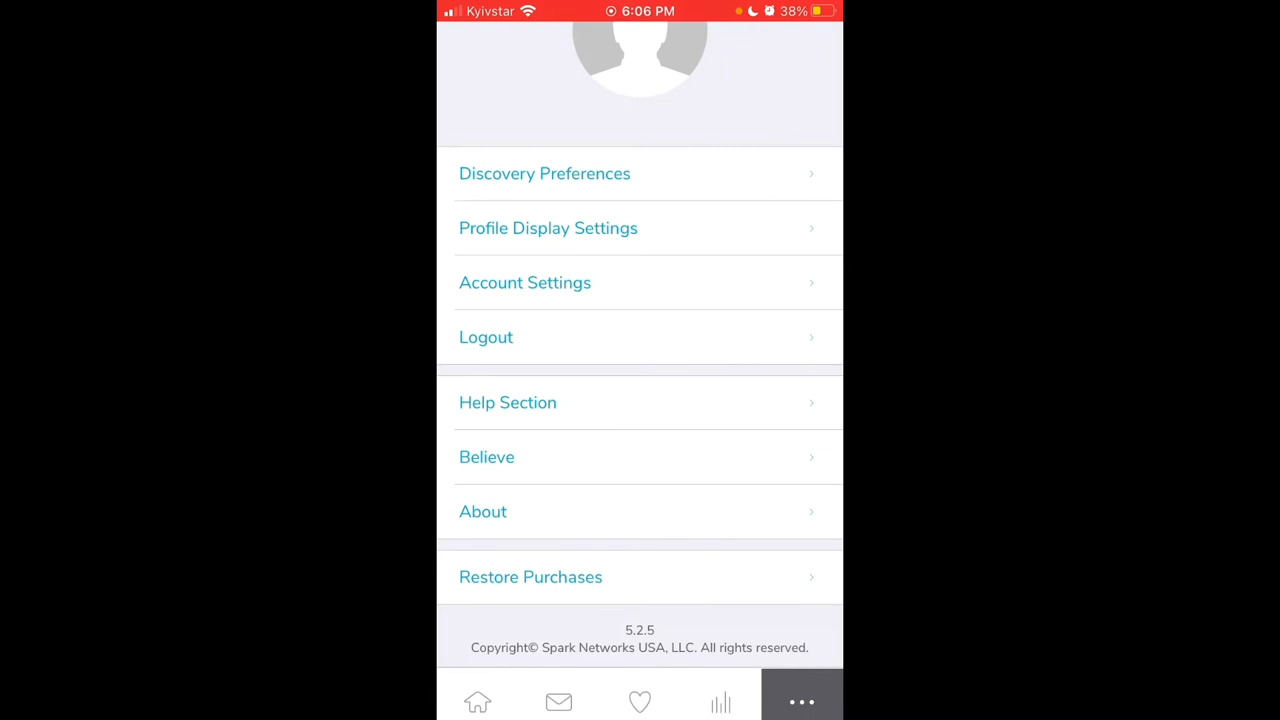 Kyivstar 6:06 PM 38%
Discovery Preferences
Profile Display Settings
Account Settings
Logout
Help Section
Believe
About
Restore Purchases
5.2.5
Copyright© Spark Networks USA, LLC. All rights reserved.